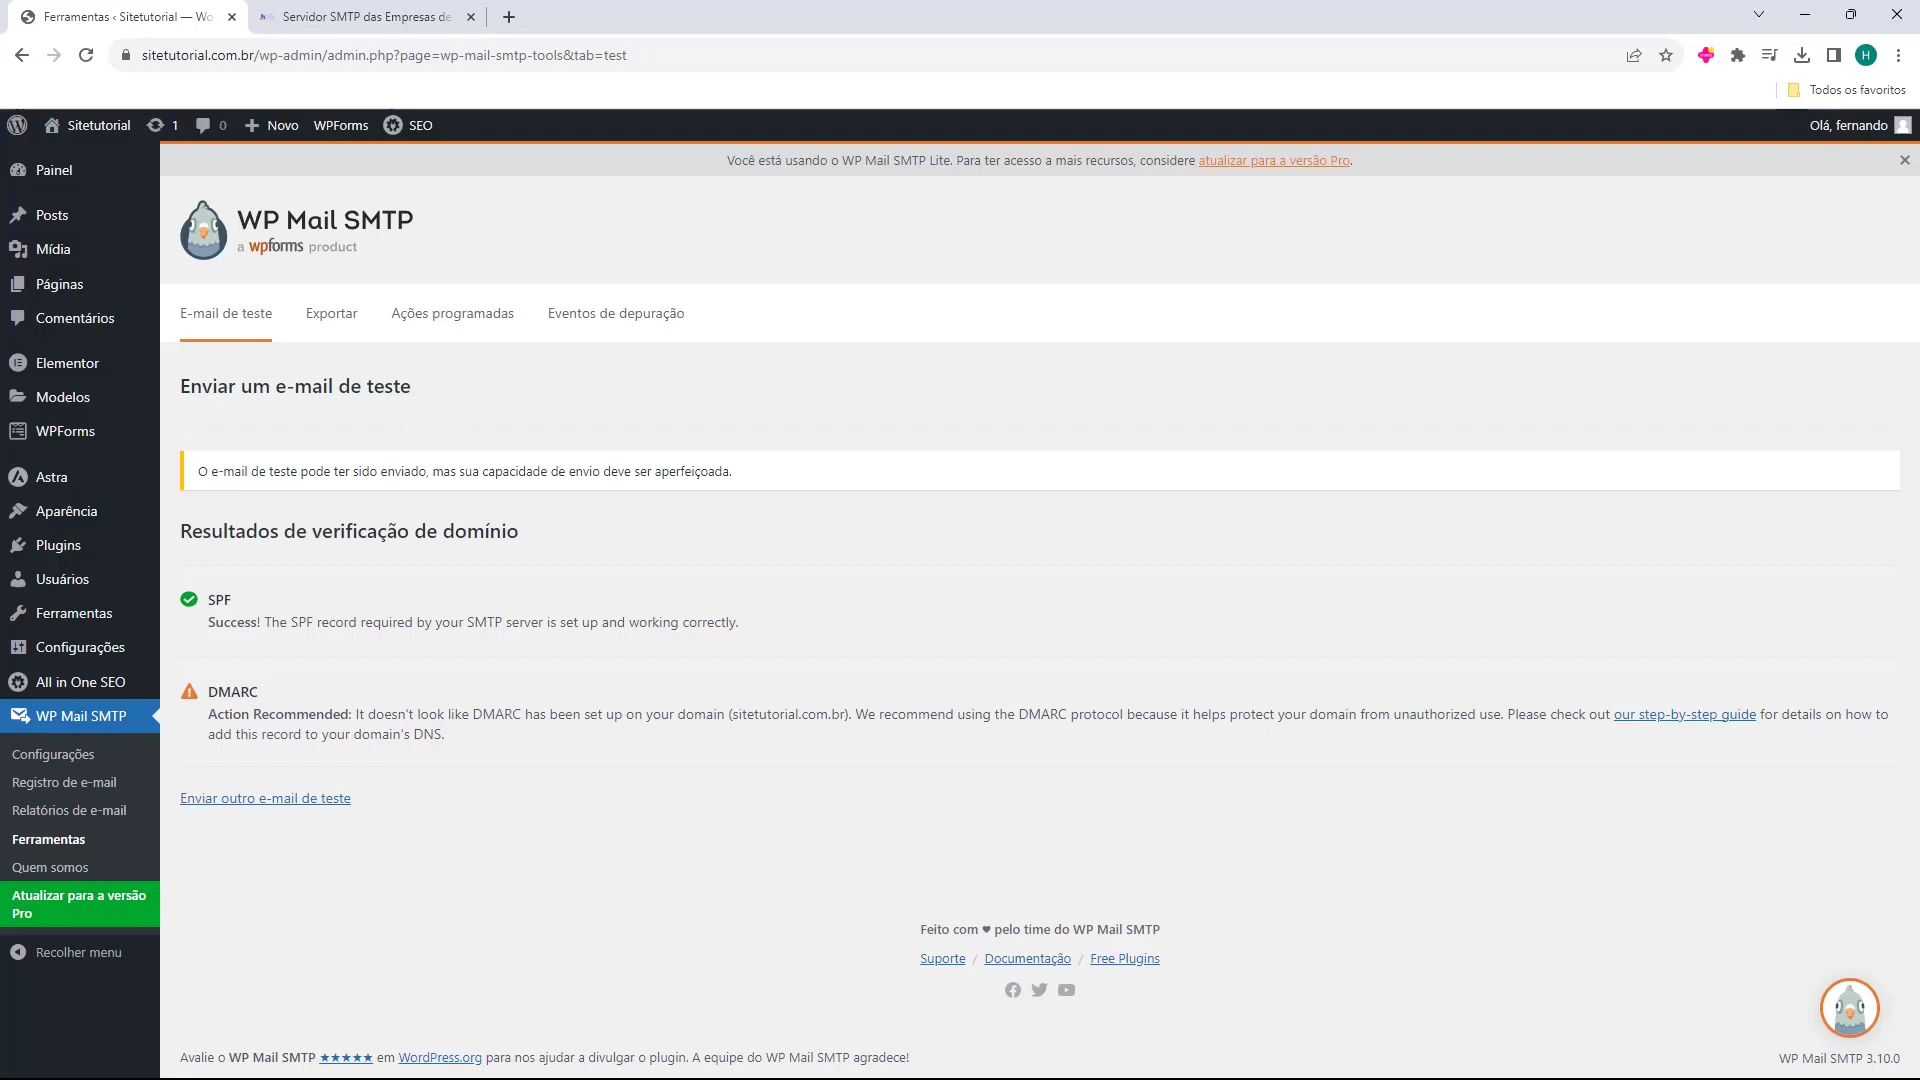 Ferramentas ‹ Sitetutorial — Wo
Servidor SMTP das Empresas de
sitetutorial.com.br/wp-admin/admin.php?page=wp-mail-smtp-tools&tab=test
H
Todos os favoritos
Sitetutorial
1
0
Novo
WPForms
SEO
Olá, fernando
Você está usando o WP Mail SMTP Lite. Para ter acesso a mais recursos, considere atualizar para a versão Pro.
Painel
Posts
Mídia
Páginas
Comentários
Elementor
Modelos
WPForms
Astra
Aparência
Plugins
Usuários
Ferramentas
Configurações
All in One SEO
WP Mail SMTP
Configurações
Registro de e-mail
Relatórios de e-mail
Ferramentas
Quem somos
Atualizar para a versão
Pro
Recolher menu
WP Mail SMTP
a wpforms product
E-mail de teste
Exportar
Ações programadas
Eventos de depuração
Enviar um e-mail de teste
O e-mail de teste pode ter sido enviado, mas sua capacidade de envio deve ser aperfeiçoada.
Resultados de verificação de domínio
SPF
Success! The SPF record required by your SMTP server is set up and working correctly.
DMARC
Action Recommended: It doesn't look like DMARC has been set up on your domain (sitetutorial.com.br). We recommend using the DMARC protocol because it helps protect your domain from unauthorized use. Please check out our step-by-step guide for details on how to
add this record to your domain's DNS.
Enviar outro e-mail de teste
Feito com ♥ pelo time do WP Mail SMTP
Suporte / Documentação / Free Plugins
Avalie o WP Mail SMTP ★★★★★ em WordPress.org para nos ajudar a divulgar o plugin. A equipe do WP Mail SMTP agradece!
WP Mail SMTP 3.10.0